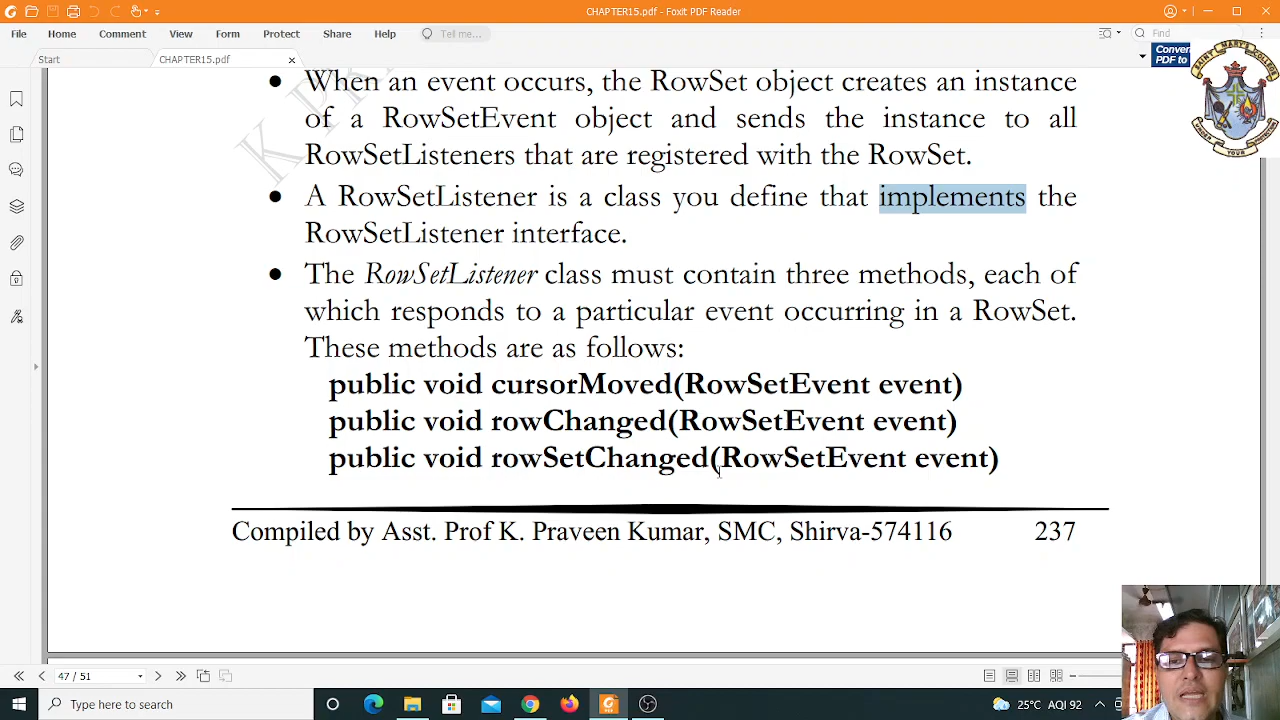 CHAPTER15.pdf - Foxit PDF Reader
File Home Comment View Form Protect Share Help Tell me... Find
Start CHAPTER15.pdf
Conver
PDF to
• When an event occurs, the RowSet object creates an instance
of a RowSetEvent object and sends the instance to all
RowSetListeners that are registered with the RowSet.
• A RowSetListener is a class you define that implements the
RowSetListener interface.
• The RowSetListener class must contain three methods, each of
which responds to a particular event occurring in a RowSet.
These methods are as follows:
public void cursorMoved(RowSetEvent event)
public void rowChanged(RowSetEvent event)
public void rowSetChanged(RowSetEvent event)
Compiled by Asst. Prof K. Praveen Kumar, SMC, Shirva-574116 237
47 / 51
Type here to search 25°C AQI 92